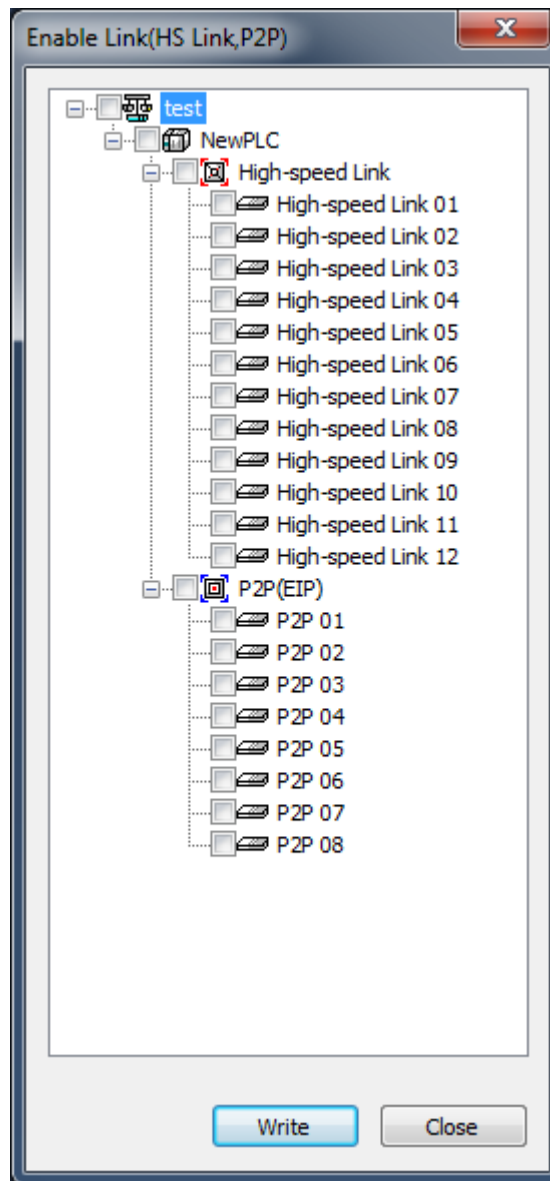 Enable Link(HS Link,P2P)
test
NewPLC
High-speed Link
High-speed Link 01
High-speed Link 02
High-speed Link 03
High-speed Link 04
High-speed Link 05
High-speed Link 06
High-speed Link 07
High-speed Link 08
High-speed Link 09
High-speed Link 10
High-speed Link 11
High-speed Link 12
P2P(EIP)
P2P 01
P2P 02
P2P 03
P2P 04
P2P 05
P2P 06
P2P 07
P2P 08
Write Close